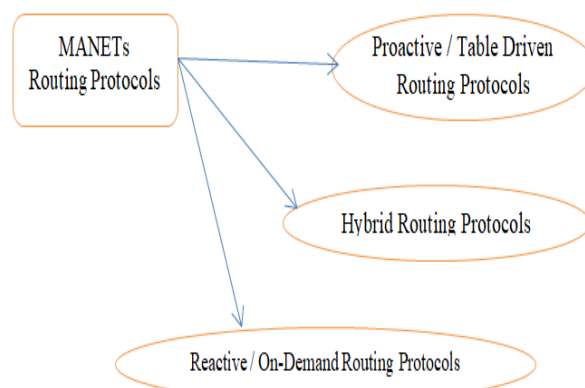 MANETs
Routing Protocols
Proactive / Table Driven
Routing Protocols
Hybrid Routing Protocols
Reactive / On-Demand Routing Protocols